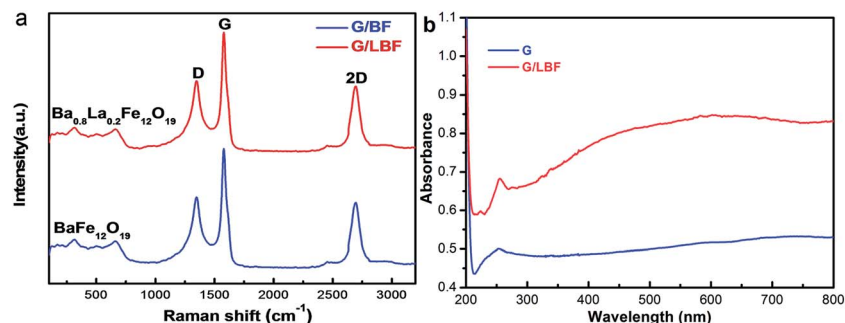 a
G/BF
G/LBF
G
D
2D
Ba0.8La0.2Fe12O19
BaFe12O19
Intensity(a.u.)
500 1000 1500 2000 2500 3000
Raman shift (cm-1)
b
G
G/LBF
1.1
1.0
0.9
0.8
0.7
0.6
0.5
0.4
Absorbance
200 300 400 500 600 700 800
Wavelength (nm)